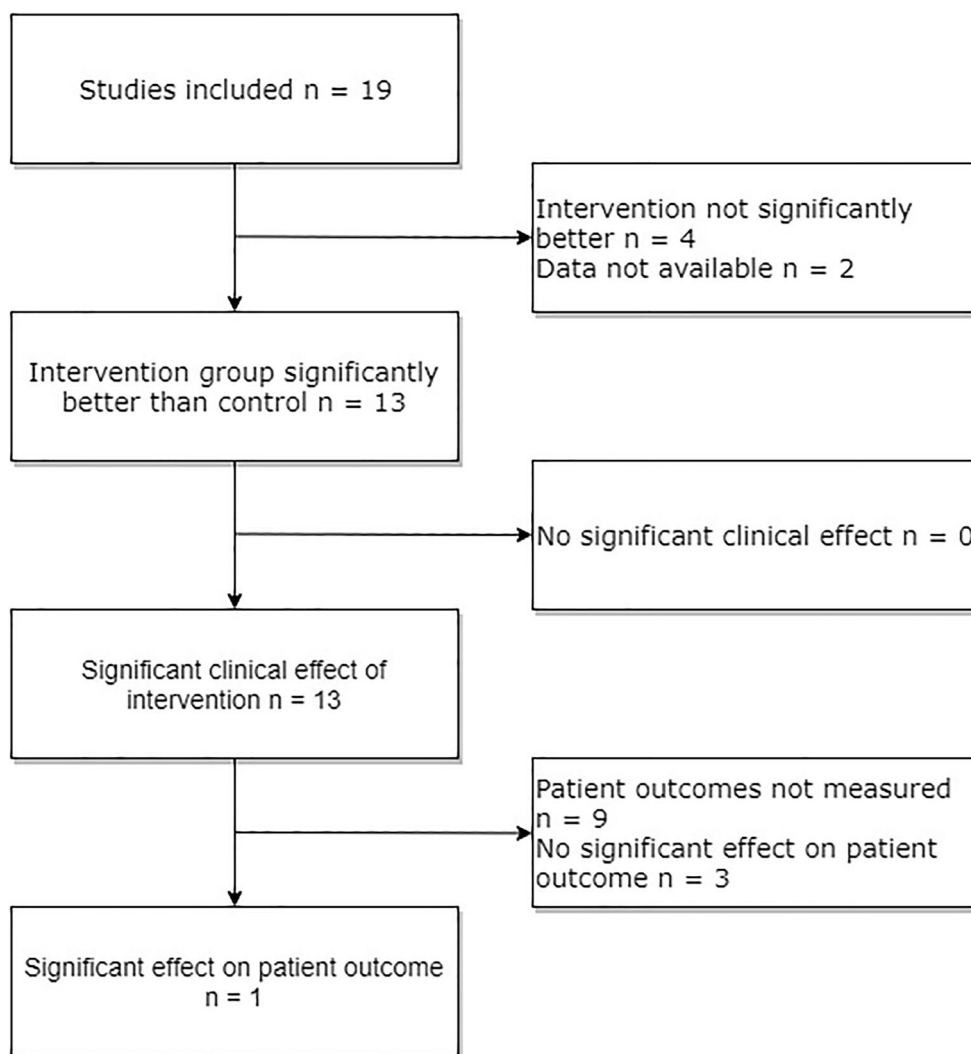 Studies included n = 19
Intervention not significantly
better n = 4
Data not available n = 2
Intervention group significantly
better than control n = 13
No significant clinical effect n = 0
Significant clinical effect of
intervention n = 13
Patient outcomes not measured
n = 9
No significant effect on patient
outcome n = 3
Significant effect on patient outcome
n = 1